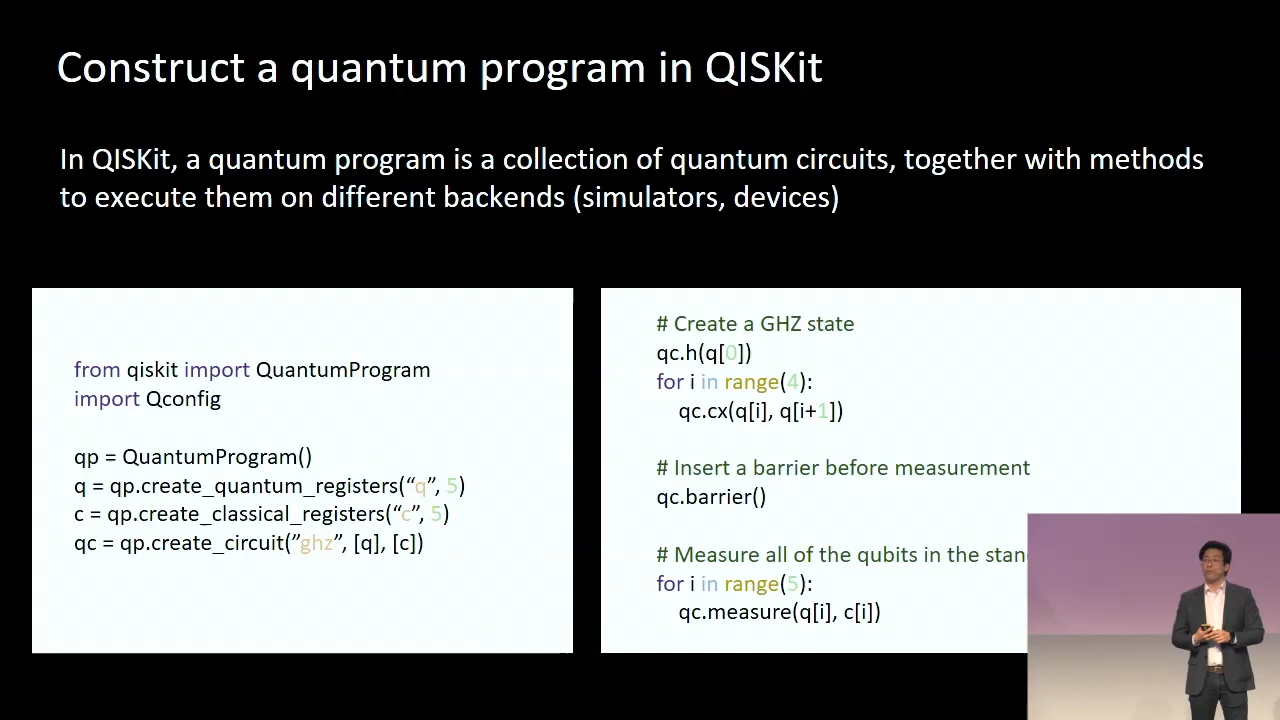 Construct a quantum program in QISKit
In QISKit, a quantum program is a collection of quantum circuits, together with methods
to execute them on different backends (simulators, devices)
from qiskit import QuantumProgram
import Qconfig
qp = QuantumProgram()
q = qp.create_quantum_registers(“q”, 5)
c = qp.create_classical_registers(“c”, 5)
qc = qp.create_circuit(”ghz”, [q], [c])
# Create a GHZ state
qc.h(q[0])
for i in range(4):
qc.cx(q[i], q[i+1])
# Insert a barrier before measurement
qc.barrier()
# Measure all of the qubits in the
for i in range(5):
qc.measure(q[i], c[i])